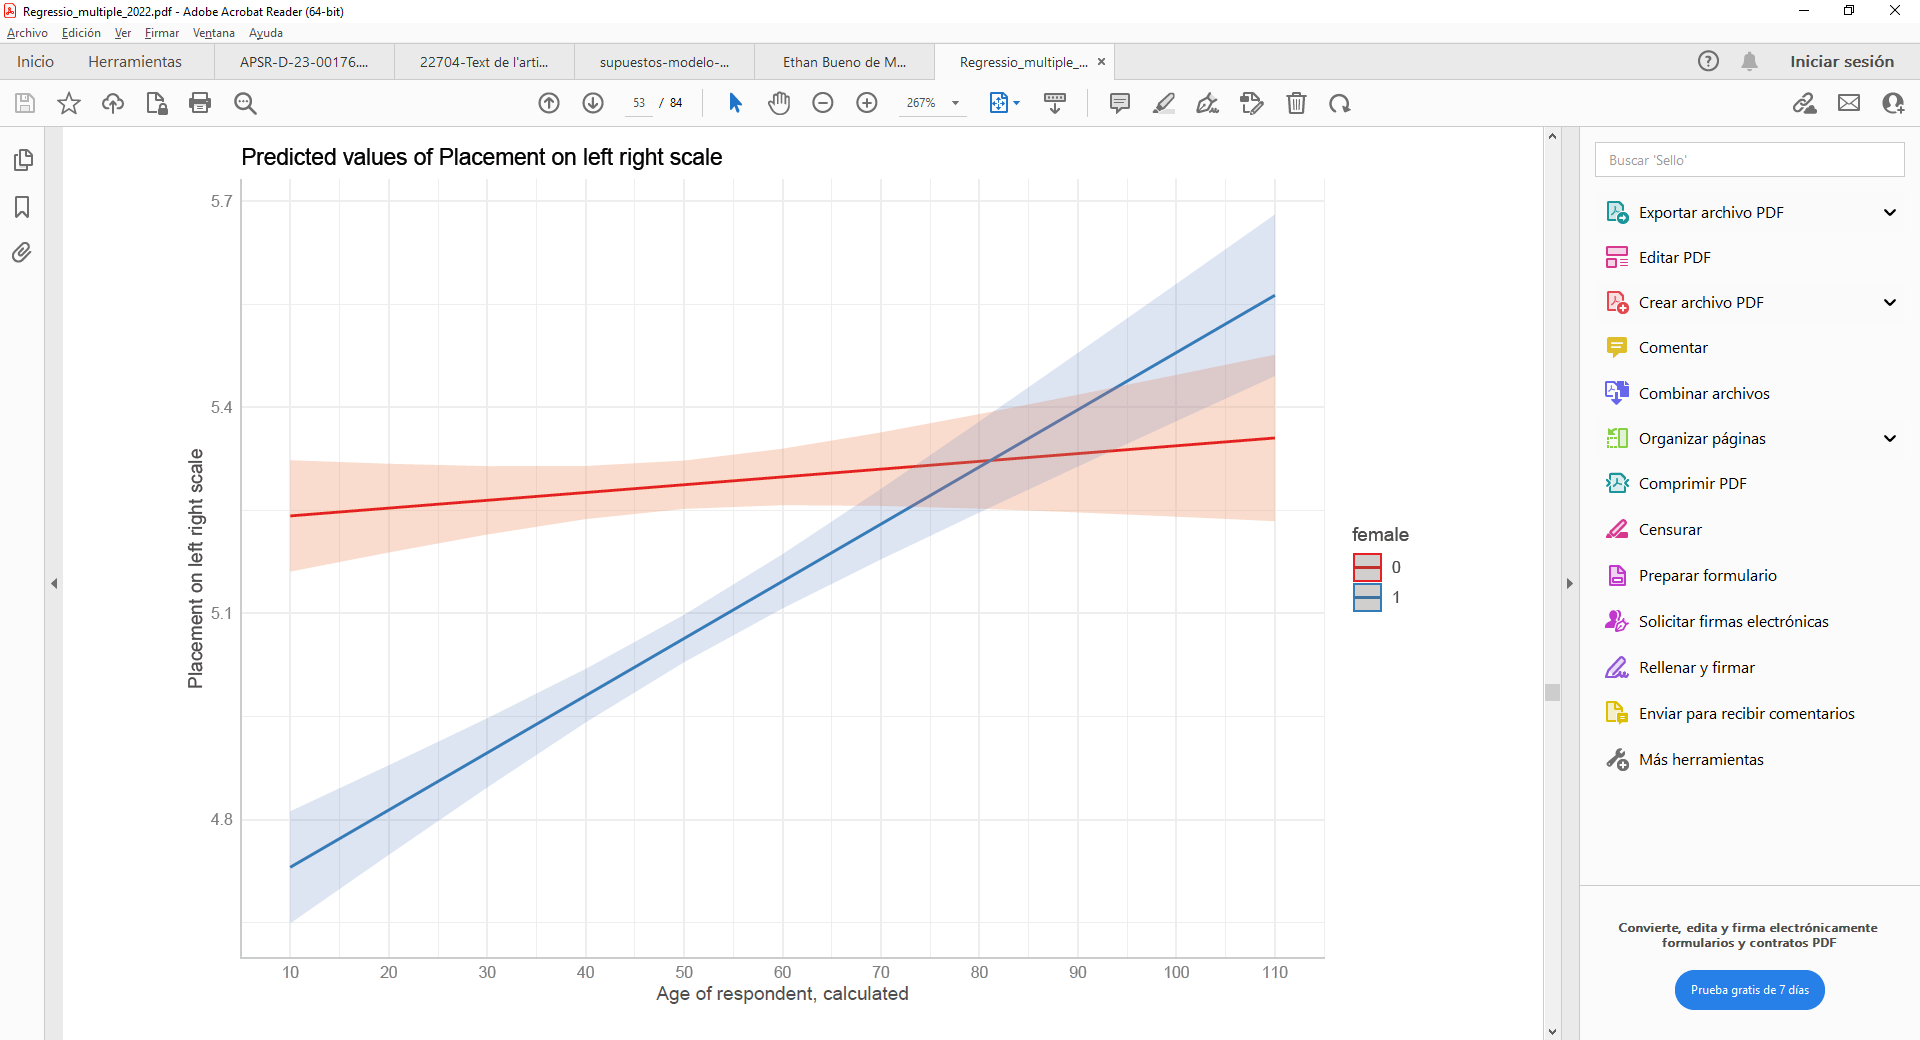 Regressio_multiple_2022.pdf - Adobe Acrobat Reader (64-bit)
Archivo Edición Ver Firmar Ventana Ayuda
Inicio Herramientas APSR-D-23-00176.... 22704-Text de l'arti... supuestos-modelo-... Ethan Bueno de M... Regressio_multiple_... × Iniciar sesión
53 / 84 267%
Predicted values of Placement on left right scale
5.7
5.4
5.1
4.8
Placement on left right scale
10 20 30 40 50 60 70 80 90 100 110
Age of respondent, calculated
female
0
1
Buscar 'Sello'
Exportar archivo PDF
Editar PDF
Crear archivo PDF
Comentar
Combinar archivos
Organizar páginas
Comprimir PDF
Censurar
Preparar formulario
Solicitar firmas electrónicas
Rellenar y firmar
Enviar para recibir comentarios
Más herramientas
Convierte, edita y firma electrónicamente
formularios y contratos PDF
Prueba gratis de 7 días